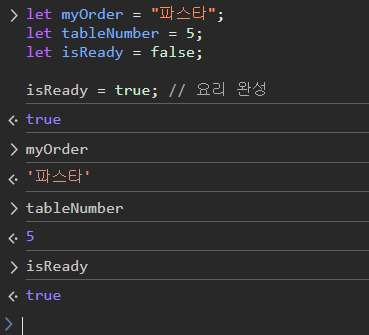 let myOrder = "파스타";
let tableNumber = 5;
let isReady = false;
isReady = true; // 요리 완성
true
myOrder
'파스타'
tableNumber
5
isReady
true